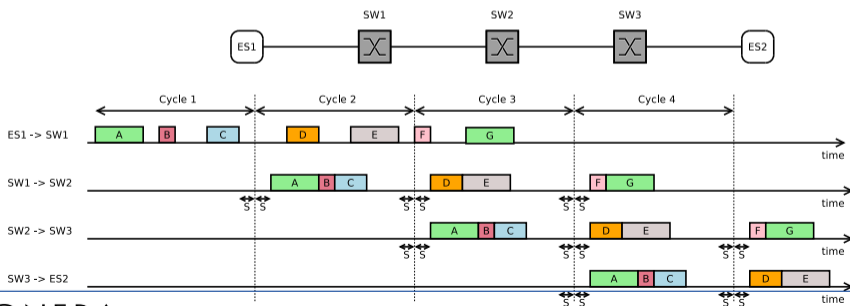 SW1 SW2 SW3
ES1 ES2
Cycle 1 Cycle 2 Cycle 3 Cycle 4
ES1 -> SW1 A B C D E F G
time
SW1 -> SW2 A B C D E F G
time
S S S S S S
SW2 -> SW3 A B C D E F G
time
S S S S S S
SW3 -> ES2 A B C D E
time
S S S S